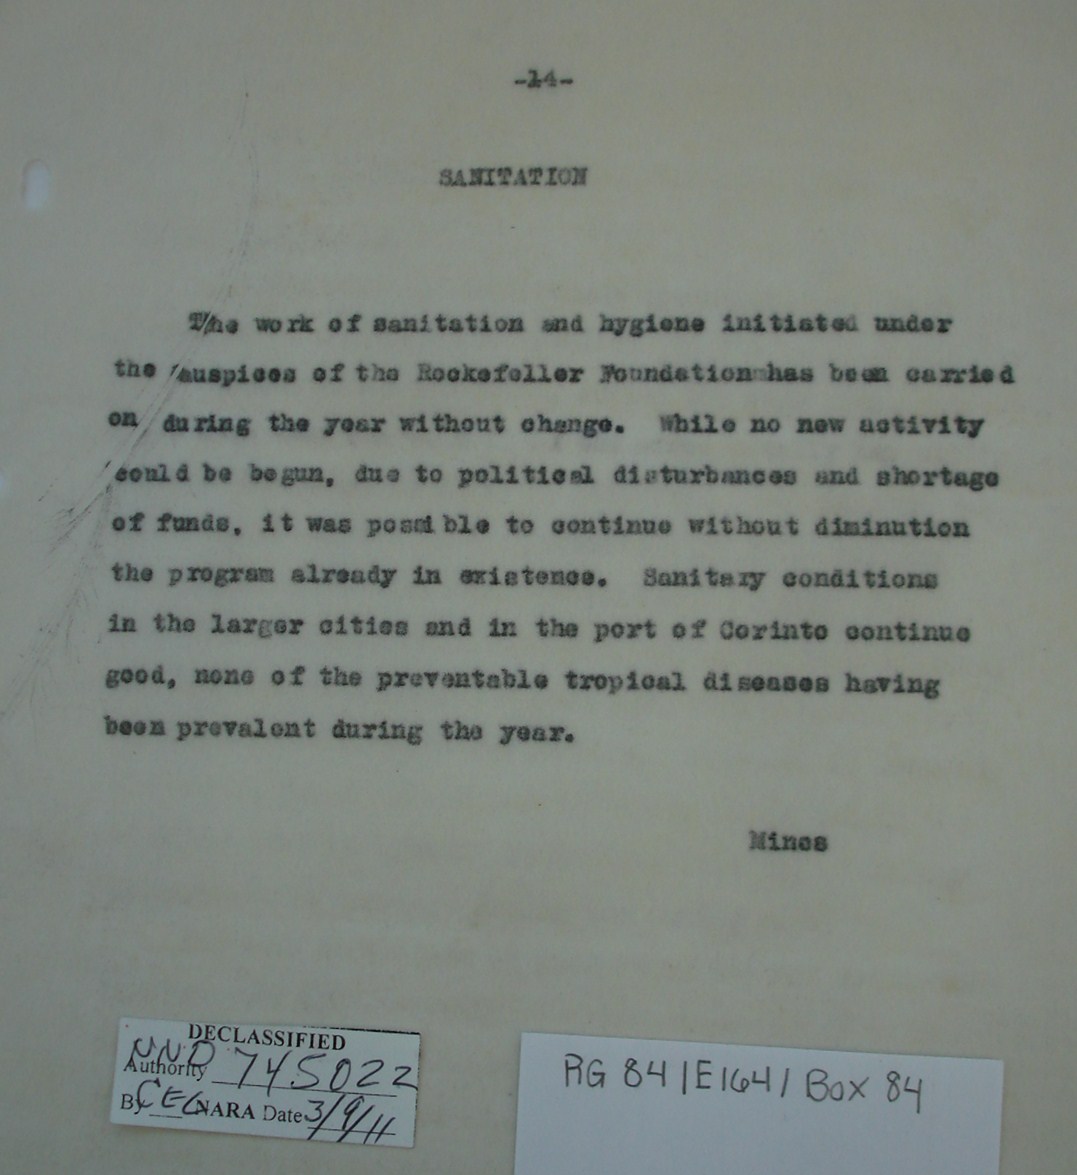 -14-
SANITATION
The work of sanitation and hygiene initiated under
the auspices of the Rockefeller Foundation has been carried
on during the year without change. While no new activity
could be begun, due to political disturbances and shortage
of funds, it was possible to continue without diminution
the program already in existence. Sanitary conditions
in the larger cities and in the port of Corinto continue
good, none of the preventable tropical diseases having
been prevalent during the year.
Mines
DECLASSIFIED
Authority NND 745022
By CEG NARA Date 3/9/11
RG 84 | E164 | Box 84